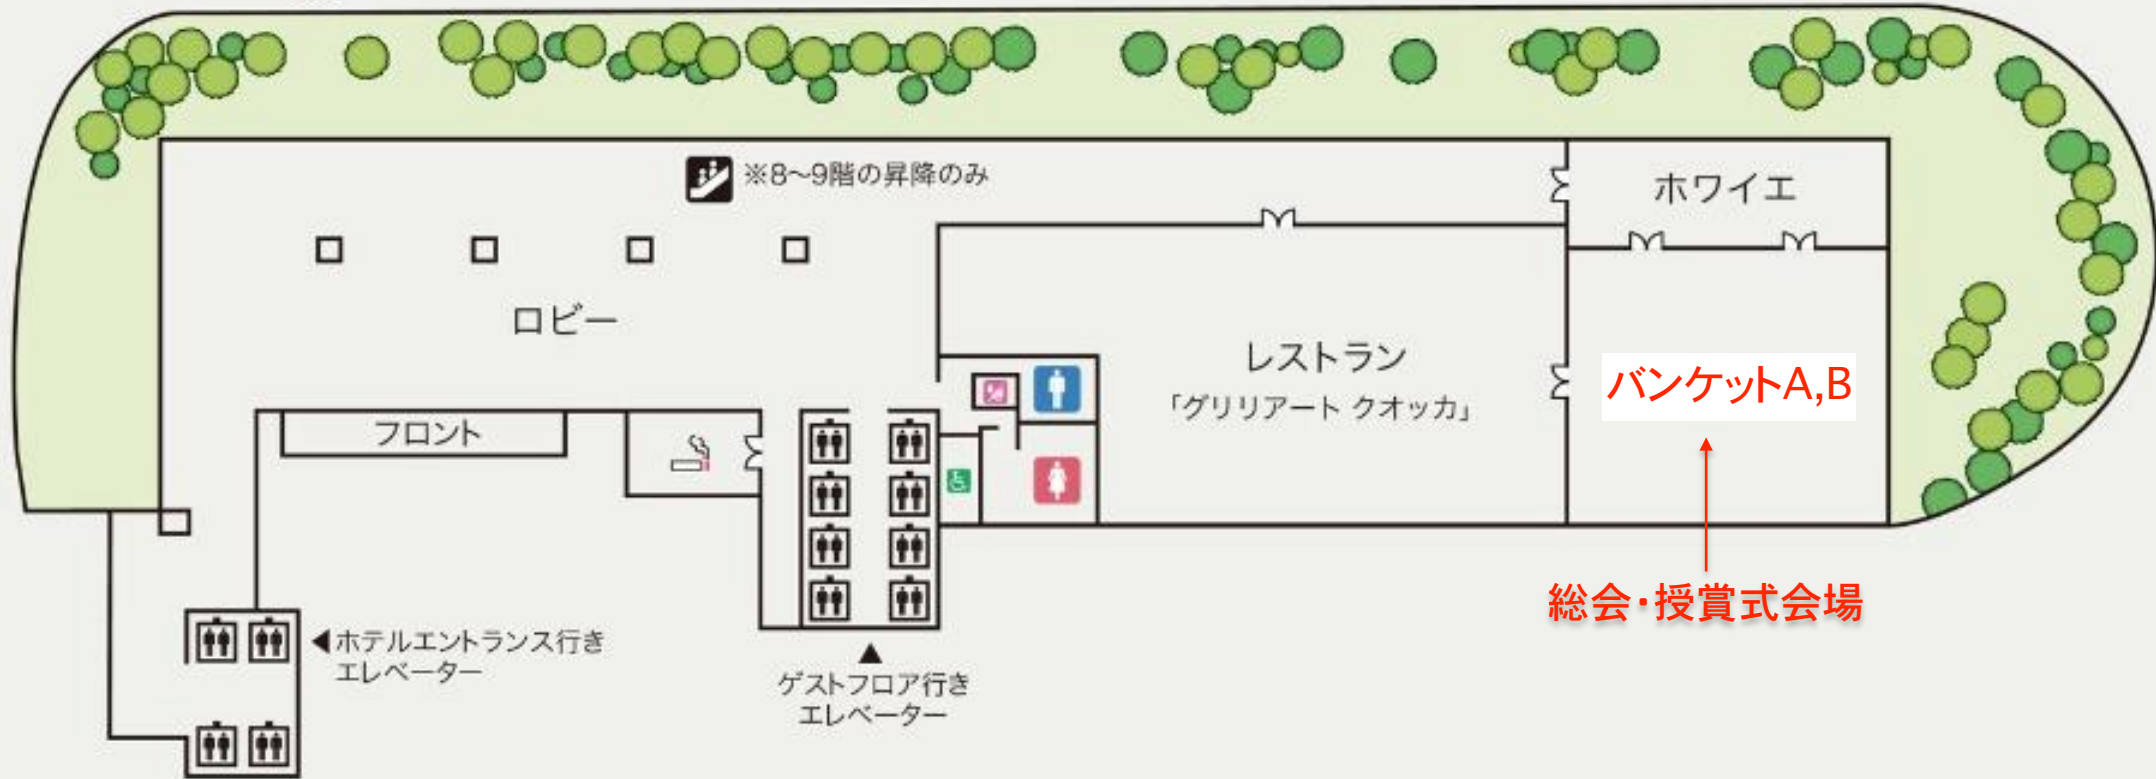 ※8〜9階の昇降のみ
ホワイエ
ロビー
レストラン
「グリリアート クオッカ」
バンケットA,B
フロント
総会・授賞式会場
◀ホテルエントランス行き
エレベーター
▲
ゲストフロア行き
エレベーター